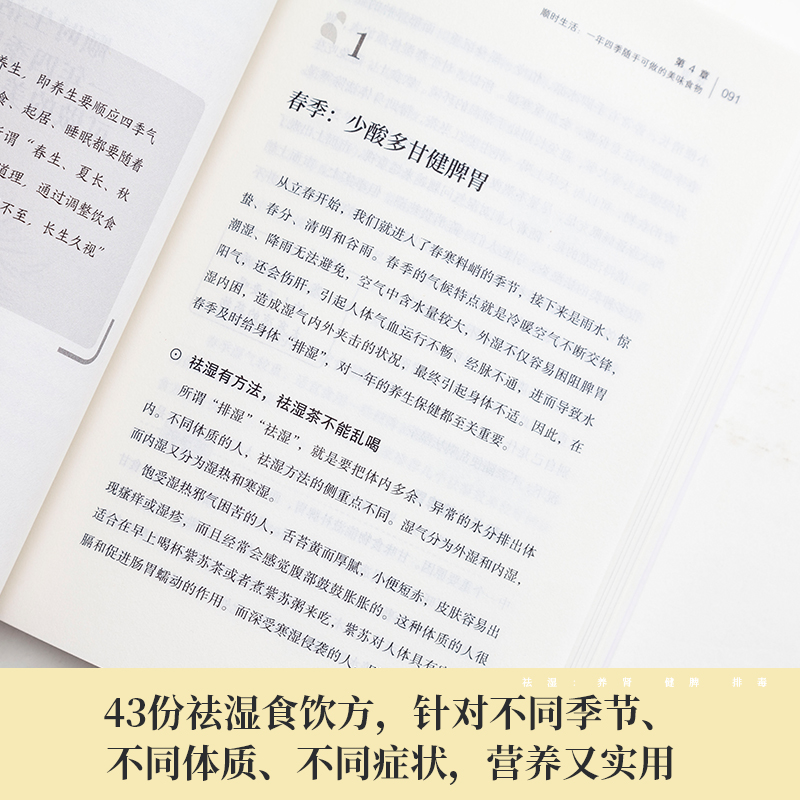 养生，即养生要顺应四季气
食、起居、睡眠都要随着
所谓“春生、夏长、秋
道理，通过调整饮食
不至，长生久视”
顺时生活：一年四季随手可做的美味食物
第4章
091
1
春季：少酸多甘健脾胃
从立春开始，我们就进入了春寒料峭的季节，接下来是雨水、惊
蛰、春分、清明和谷雨。春季的气候特点就是冷暖空气不断交锋，
潮湿、降雨无法避免，空气中含水量较大，外湿不仅容易困阻脾胃
阳气，还会伤肝，引起人体气血运行不畅、经脉不通，进而导致水
湿内困，造成湿气内外夹击的状况，最终引起身体不适。因此，在
春季及时给身体“排湿”，对一年的养生保健都至关重要。
祛湿有方法，祛湿茶不能乱喝
所谓“排湿”“祛湿”，就是要把体内多余、异常的水分排出体
内。不同体质的人，祛湿方法的侧重点不同。湿气分为外湿和内湿，
而内湿又分为湿热和寒湿。
饱受湿热邪气困苦的人，舌苔黄而厚腻，小便短赤，皮肤容易出
现瘙痒或湿疹，而且经常会感觉腹部鼓鼓胀胀的。这种体质的人很
适合在早上喝杯紫苏茶或者煮紫苏粥来吃，紫苏对人体具有
膈和促进肠胃蠕动的作用。而深受寒湿侵袭的人
祛湿：养胃 健脾 排毒
43份祛湿食饮方，针对不同季节、
不同体质、不同症状，营养又实用